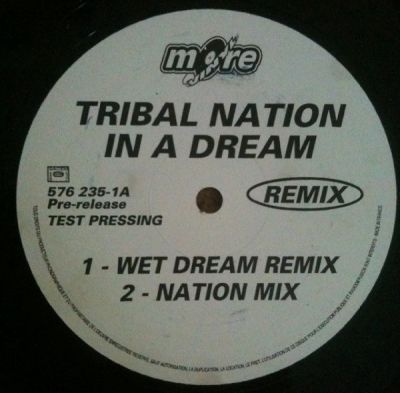 more
TRIBAL NATION
IN A DREAM
576 235-1A
Pre-release
TEST PRESSING
REMIX
1 - WET DREAM REMIX
2 - NATION MIX